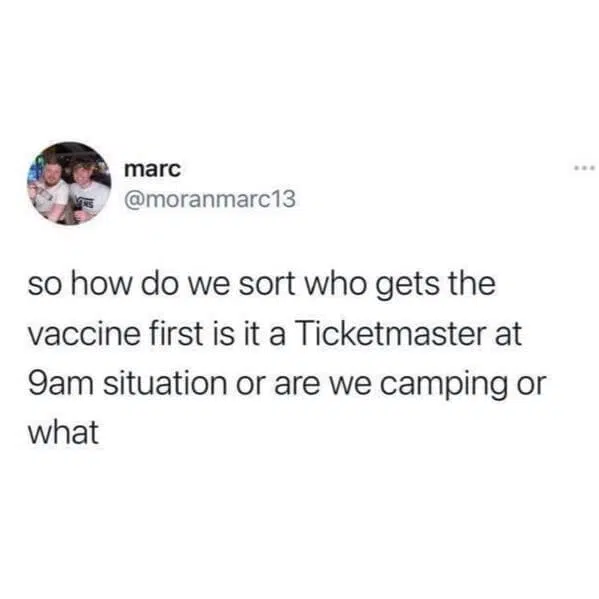 marc
@moranmarc13
so how do we sort who gets the
vaccine first is it a Ticketmaster at
9am situation or are we camping or
what